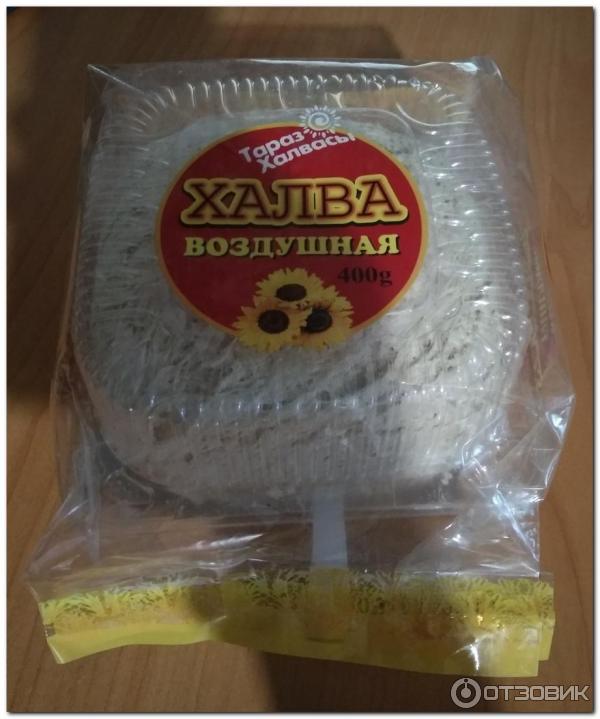 Тараз
Халвасы
ХАЛВА
ВОЗДУШНАЯ
400g
ОТЗОВИК